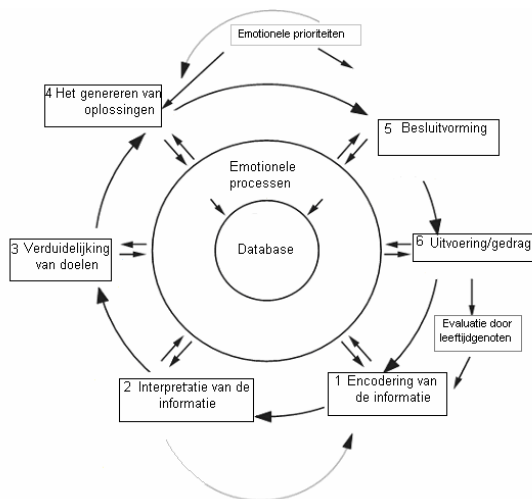 Emotionele prioriteiten
4 Het genereren van
oplossingen
5 Besluitvorming
Emotionele
processen
Database
3 Verduidelijking
van doelen
6 Uitvoering/gedrag
Evaluatie door
leeftijdgenoten
2 Interpretatie van de
informatie
1 Encodering van
de informatie